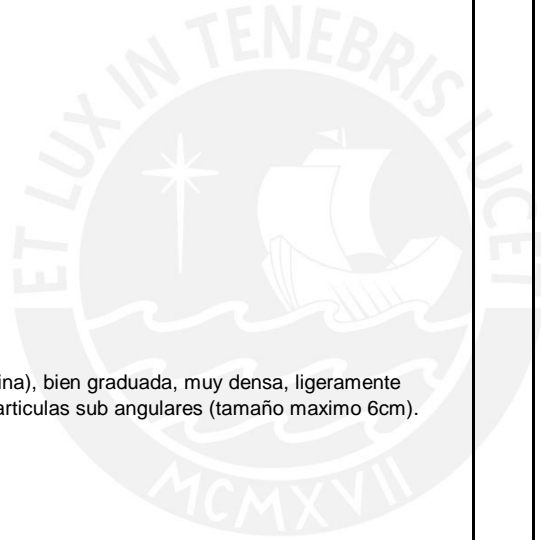 ET LUX IN TENEBRIS LUCET
ina), bien graduada, muy densa, ligeramente
articulas sub angulares (tamaño maximo 6cm).
MCMXVII